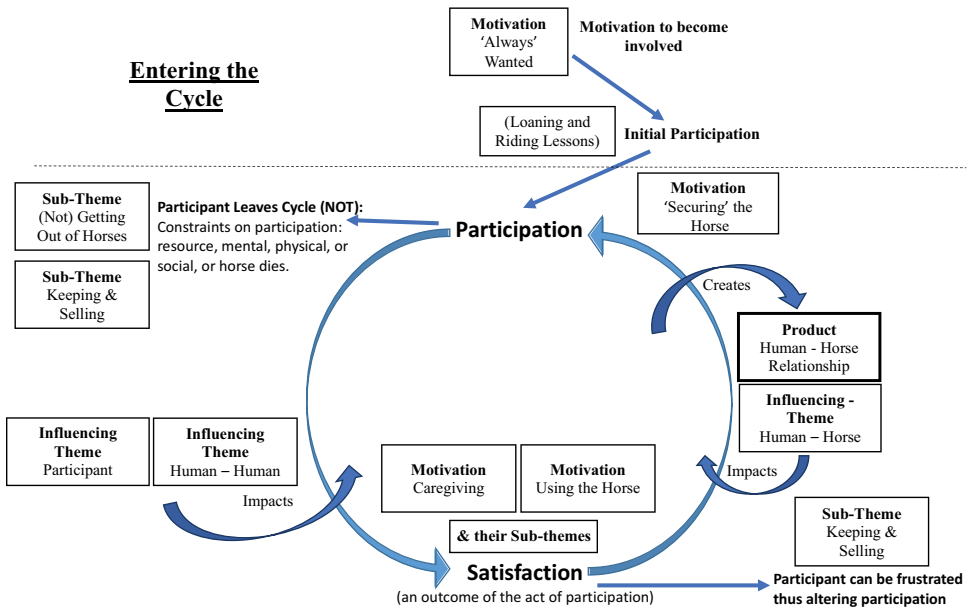 Entering the
Cycle
Motivation
‘Always’
Wanted
Motivation to become
involved
(Loaning and
Riding Lessons)
Initial Participation
Sub-Theme
(Not) Getting
Out of Horses
Sub-Theme
Keeping &
Selling
Participant Leaves Cycle (NOT):
Constraints on participation:
resource, mental, physical, or
social, or horse dies.
Participation
Motivation
‘Securing’ the
Horse
Creates
Product
Human - Horse
Relationship
Influencing -
Theme
Human – Horse
Impacts
Influencing
Theme
Participant
Influencing
Theme
Human – Human
Impacts
Motivation
Caregiving
Motivation
Using the Horse
& their Sub-themes
Satisfaction
(an outcome of the act of participation)
Sub-Theme
Keeping &
Selling
Participant can be frustrated
thus altering participation